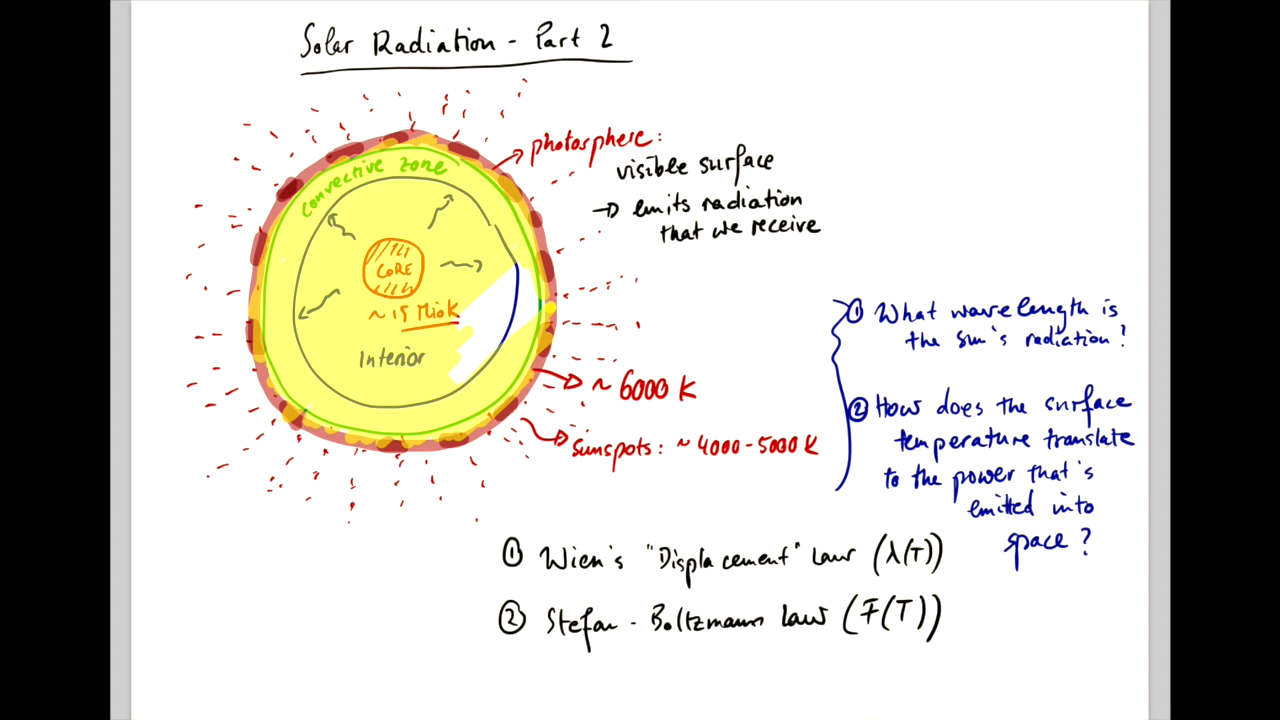 Solar Radiation - Part 2
photosphere:
visible surface
→ emits radiation
that we receive
convective zone
CORE
~ 15 Mio K
Interior
→ ~ 6000 K
→ sunspots: ~ 4000-5000 K
① What wavelength is
the sun's radiation?
② How does the surface
temperature translate
to the power that's
emitted into
space?
① Wien's "Displacement" Law (λ(T))
② Stefan - Boltzmann Law (F(T))